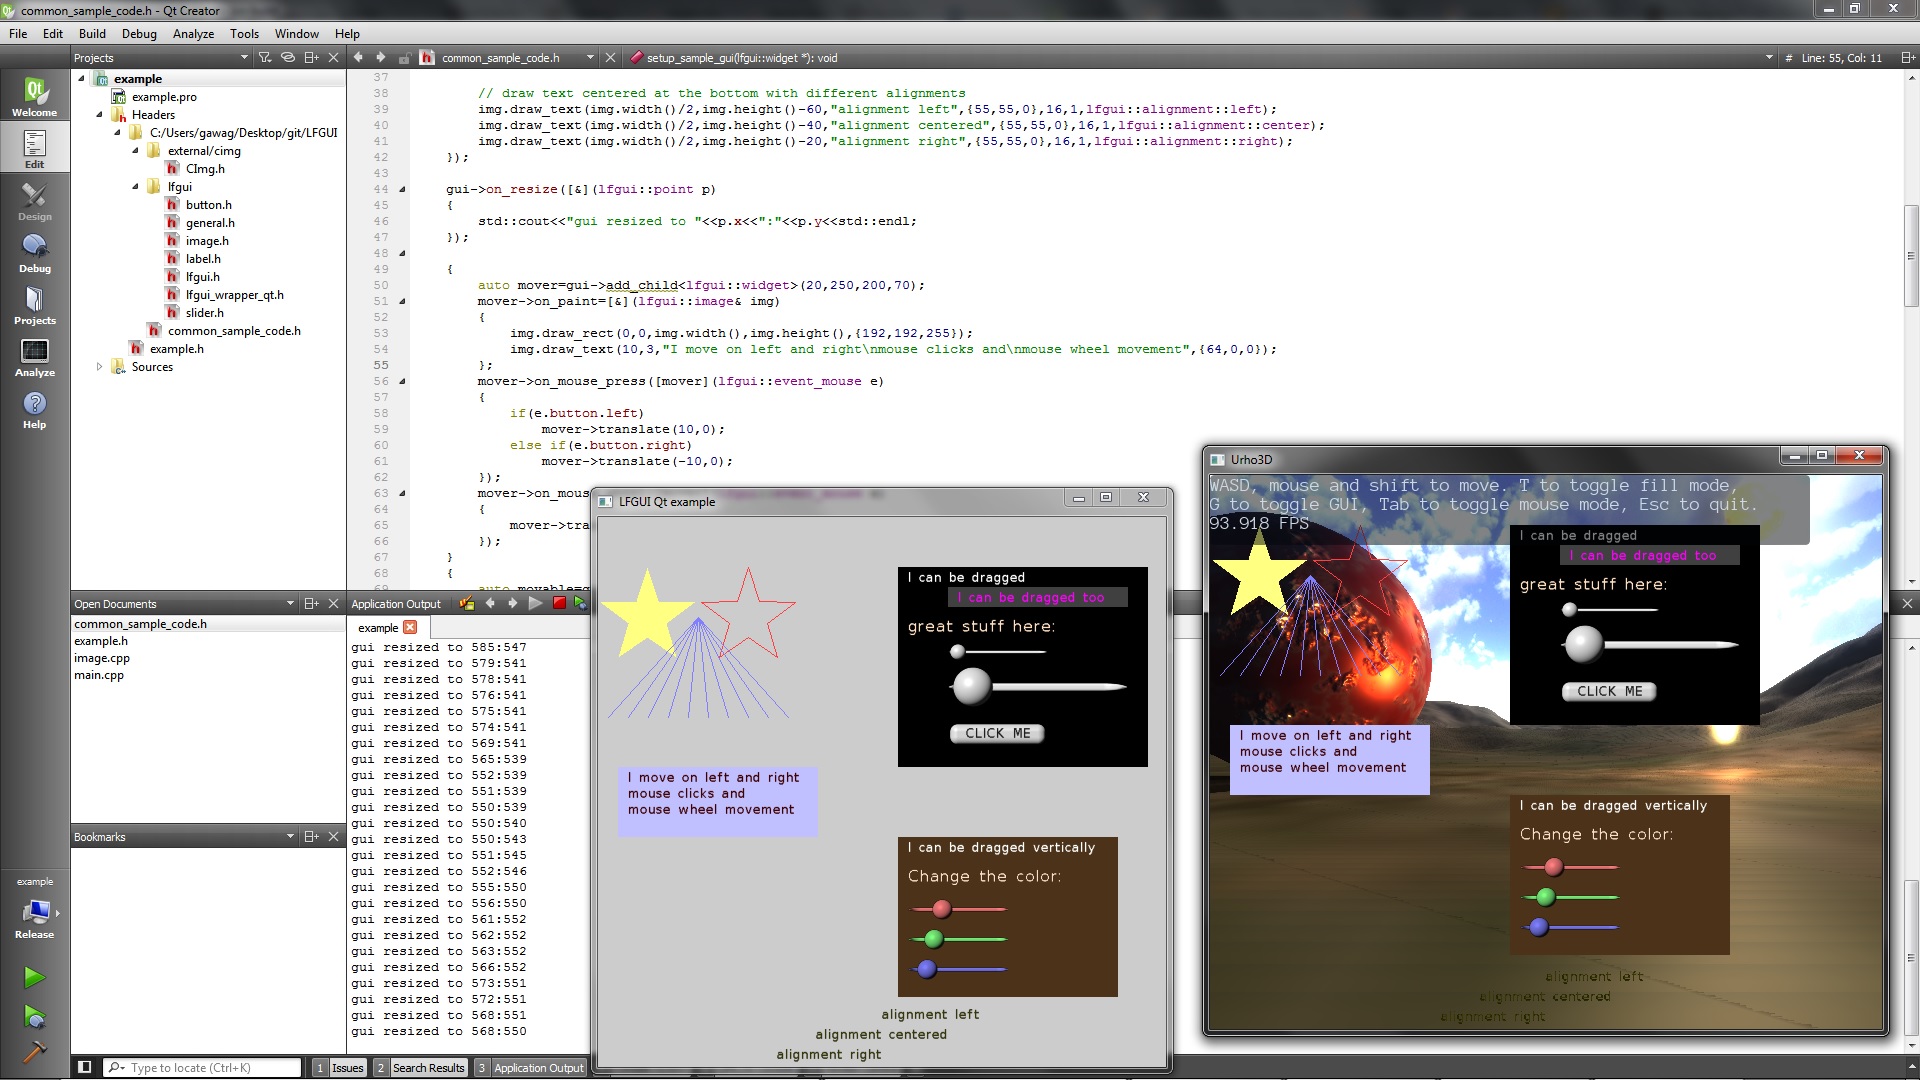 common_sample_code.h - Qt Creator
File Edit Build Debug Analyze Tools Window Help
Projects
common_sample_code.h
setup_sample_gui(lfgui::widget *): void
# Line: 55, Col: 11
Welcome
Edit
Design
Debug
Projects
Analyze
Help
example
Release
example
example.pro
Headers
C:/Users/gawag/Desktop/git/LFGUI
external/cimg
CImg.h
lfgui
button.h
general.h
image.h
label.h
lfgui.h
lfgui_wrapper_qt.h
slider.h
common_sample_code.h
example.h
Sources
37
38 // draw text centered at the bottom with different alignments
39 img.draw_text(img.width()/2,img.height()-60,"alignment left",{55,55,0},16,1,lfgui::alignment::left);
40 img.draw_text(img.width()/2,img.height()-40,"alignment centered",{55,55,0},16,1,lfgui::alignment::center);
41 img.draw_text(img.width()/2,img.height()-20,"alignment right",{55,55,0},16,1,lfgui::alignment::right);
42 });
43
44 gui->on_resize([&](lfgui::point p)
45 {
46 std::cout<<"gui resized to "<<p.x<<":"<<p.y<<std::endl;
47 });
48
49 {
50 auto mover=gui->add_child<lfgui::widget>(20,250,200,70);
51 mover->on_paint=[&](lfgui::image& img)
52 {
53 img.draw_rect(0,0,img.width(),img.height(),{192,192,255});
54 img.draw_text(10,3,"I move on left and right\nmouse clicks and\nmouse wheel movement",{64,0,0});
55 };
56 mover->on_mouse_press([mover](lfgui::event_mouse e)
57 {
58 if(e.button.left)
59 mover->translate(10,0);
60 else if(e.button.right)
61 mover->translate(-10,0);
62 });
63 mover->on_mous
64 {
65 mover->tra
66 });
67 }
68 {
Open Documents
common_sample_code.h
example.h
image.cpp
main.cpp
Bookmarks
Application Output
example
gui resized to 585:547
gui resized to 579:541
gui resized to 578:541
gui resized to 576:541
gui resized to 575:541
gui resized to 574:541
gui resized to 569:541
gui resized to 565:539
gui resized to 552:539
gui resized to 551:539
gui resized to 550:539
gui resized to 550:540
gui resized to 550:543
gui resized to 551:545
gui resized to 552:546
gui resized to 555:550
gui resized to 556:550
gui resized to 561:552
gui resized to 562:552
gui resized to 563:552
gui resized to 566:552
gui resized to 573:551
gui resized to 572:551
gui resized to 568:551
gui resized to 568:550
LFGUI Qt example
I can be dragged
I can be dragged too
great stuff here:
CLICK ME
I move on left and right
mouse clicks and
mouse wheel movement
I can be dragged vertically
Change the color:
alignment left
alignment centered
alignment right
Urho3D
WASD, mouse and shift to move. T to toggle fill mode,
G to toggle GUI, Tab to toggle mouse mode, Esc to quit.
93.918 FPS
I can be dragged
I can be dragged too
great stuff here:
CLICK ME
I move on left and right
mouse clicks and
mouse wheel movement
I can be dragged vertically
Change the color:
alignment left
alignment centered
alignment right
Type to locate (Ctrl+K)
1 Issues
2 Search Results
3 Application Output